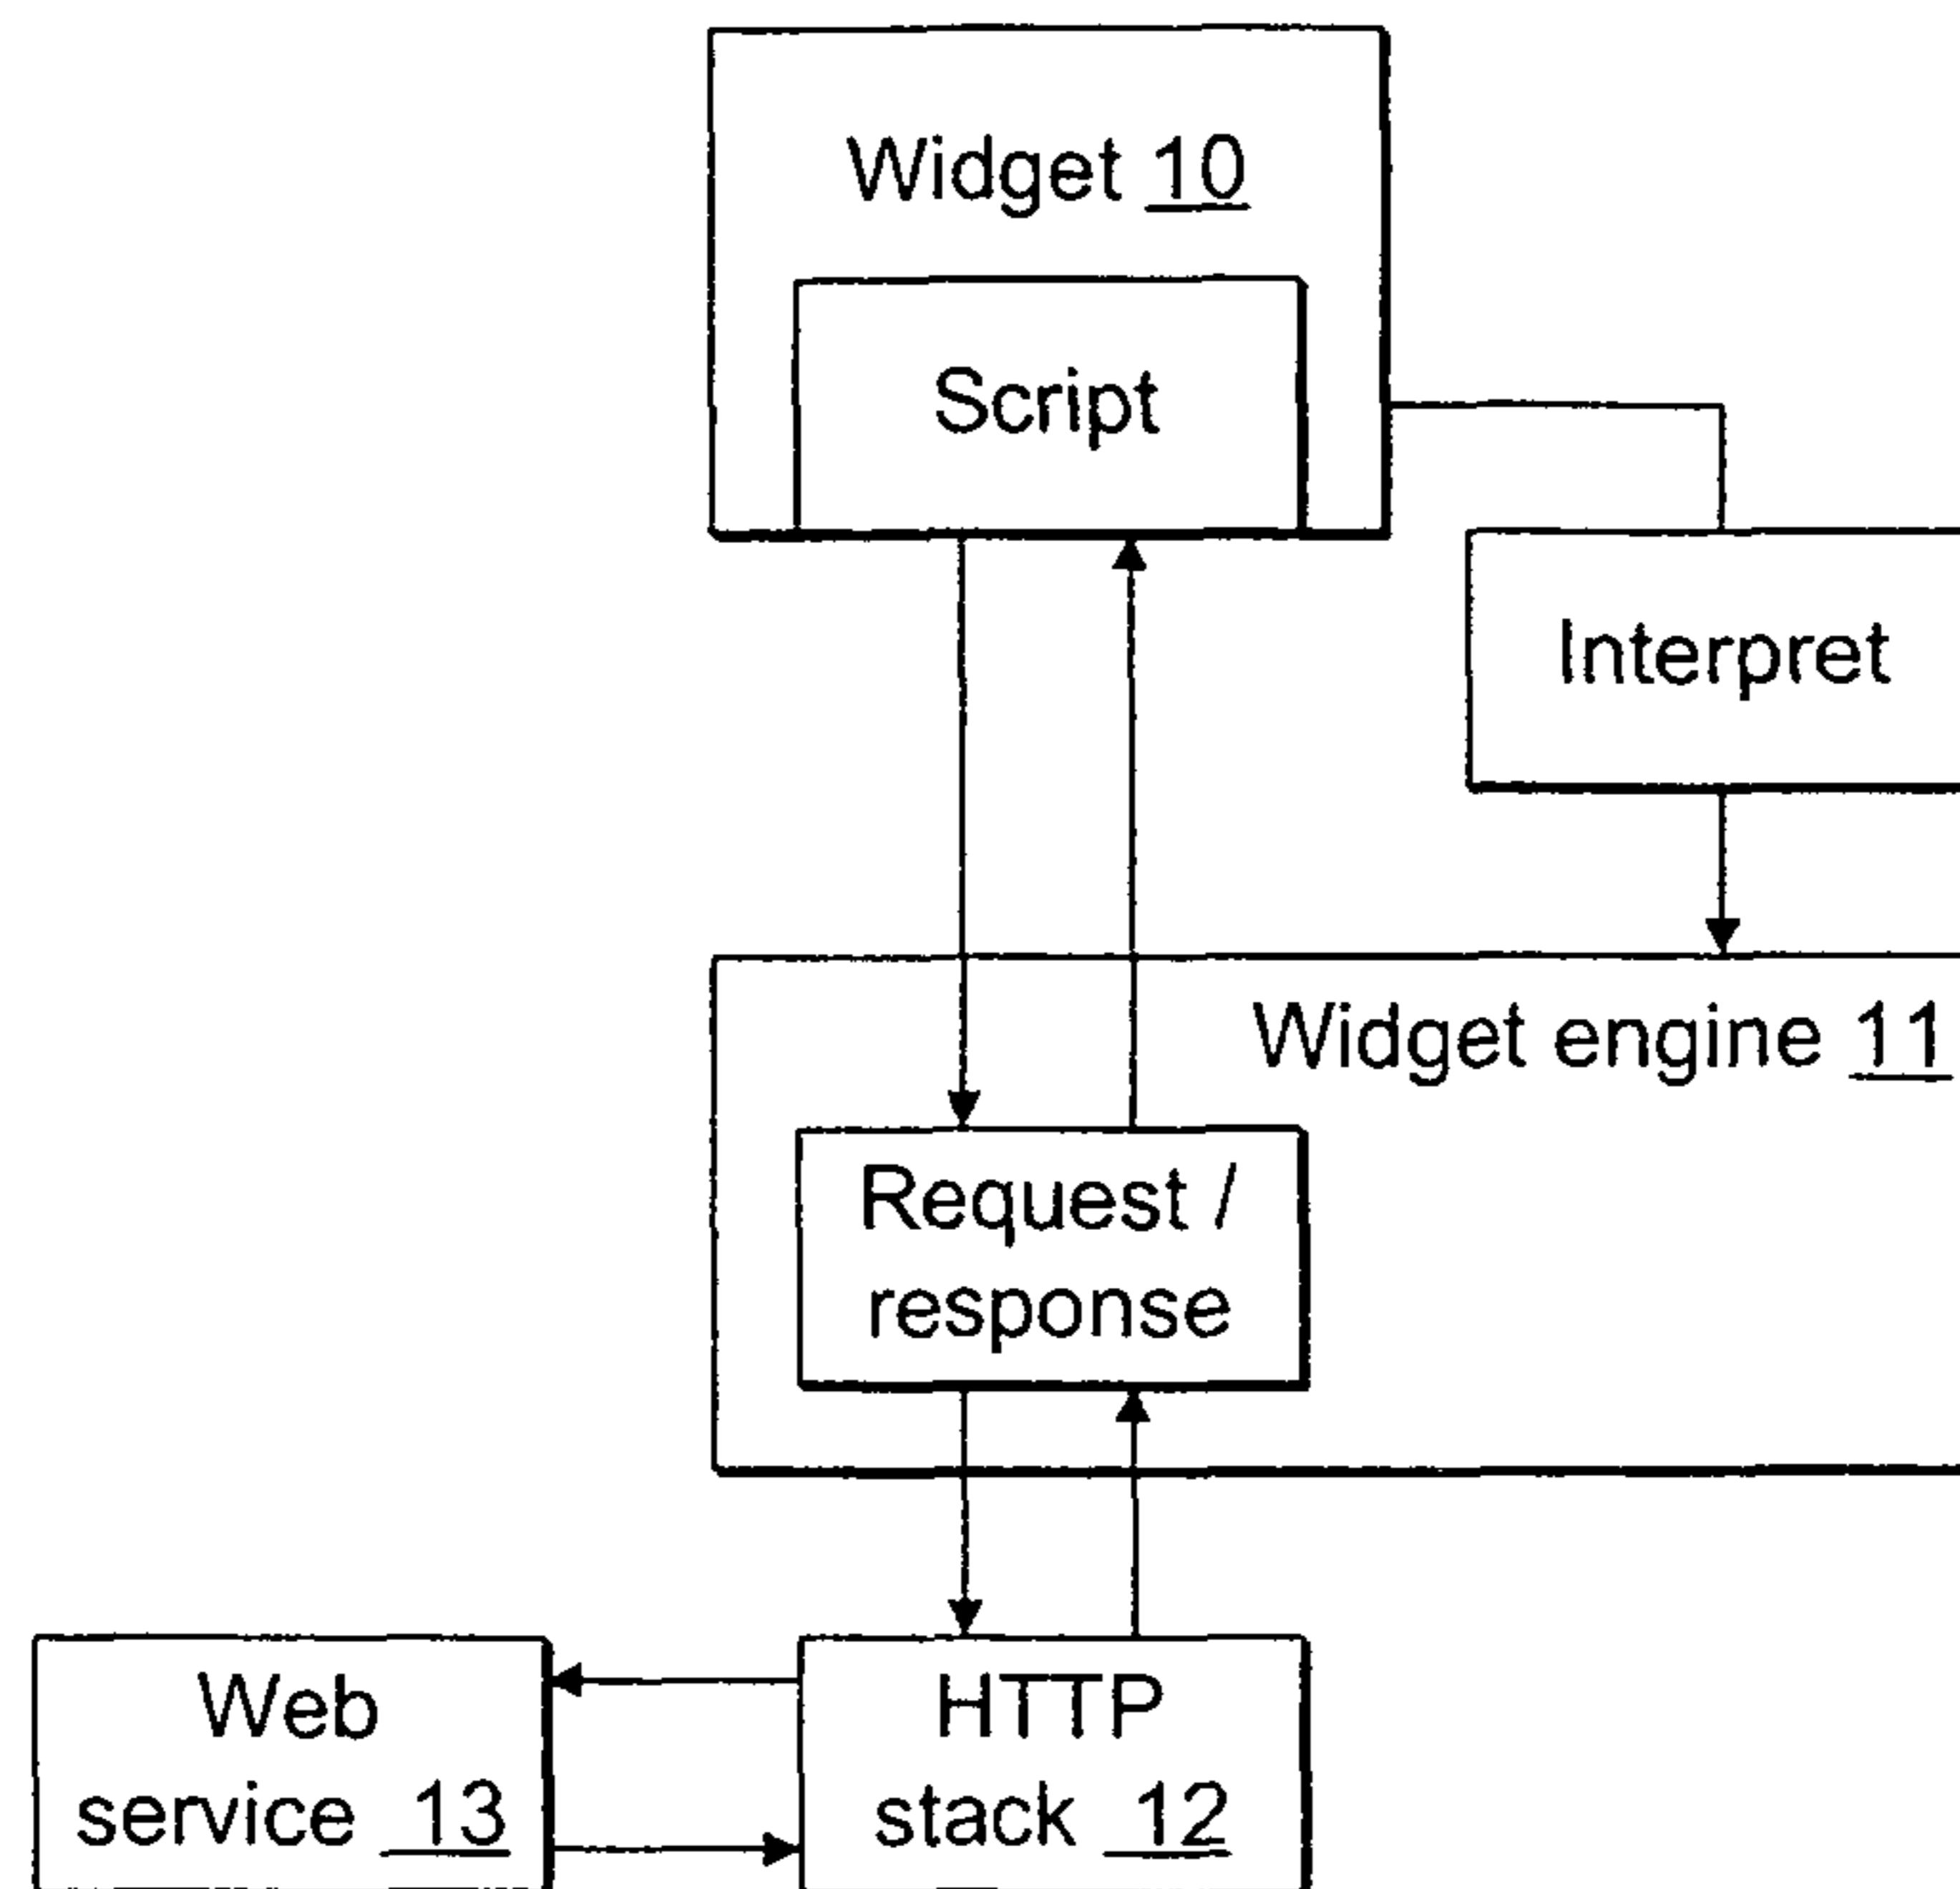 Widget 10
Script
Interpret
Widget engine 11
Request /
response
Web
service 13
HTTP
stack 12